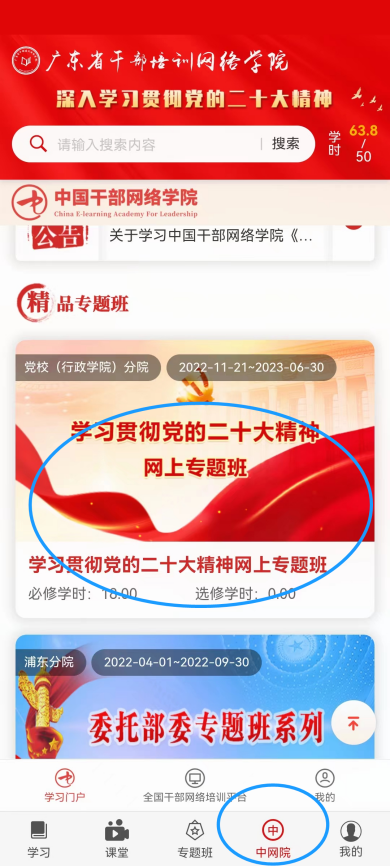 广东省干部培训网络学院
深入学习贯彻党的二十大精神
请输入搜索内容
搜索
学时
63.8
/
50
中国干部网络学院
China E-learning Academy For Leadership
公告
关于学习中国干部网络学院《...
精品专题班
党校（行政学院）分院
2022-11-21~2023-06-30
学习贯彻党的二十大精神
网上专题班
学习贯彻党的二十大精神网上专题班
必修学时：18.00
选修学时：0.00
浦东分院
2022-04-01~2022-09-30
委托部委专题班系列
学习门户
全国干部网络培训平台
我的
学习
课堂
专题班
中
中网院
我的